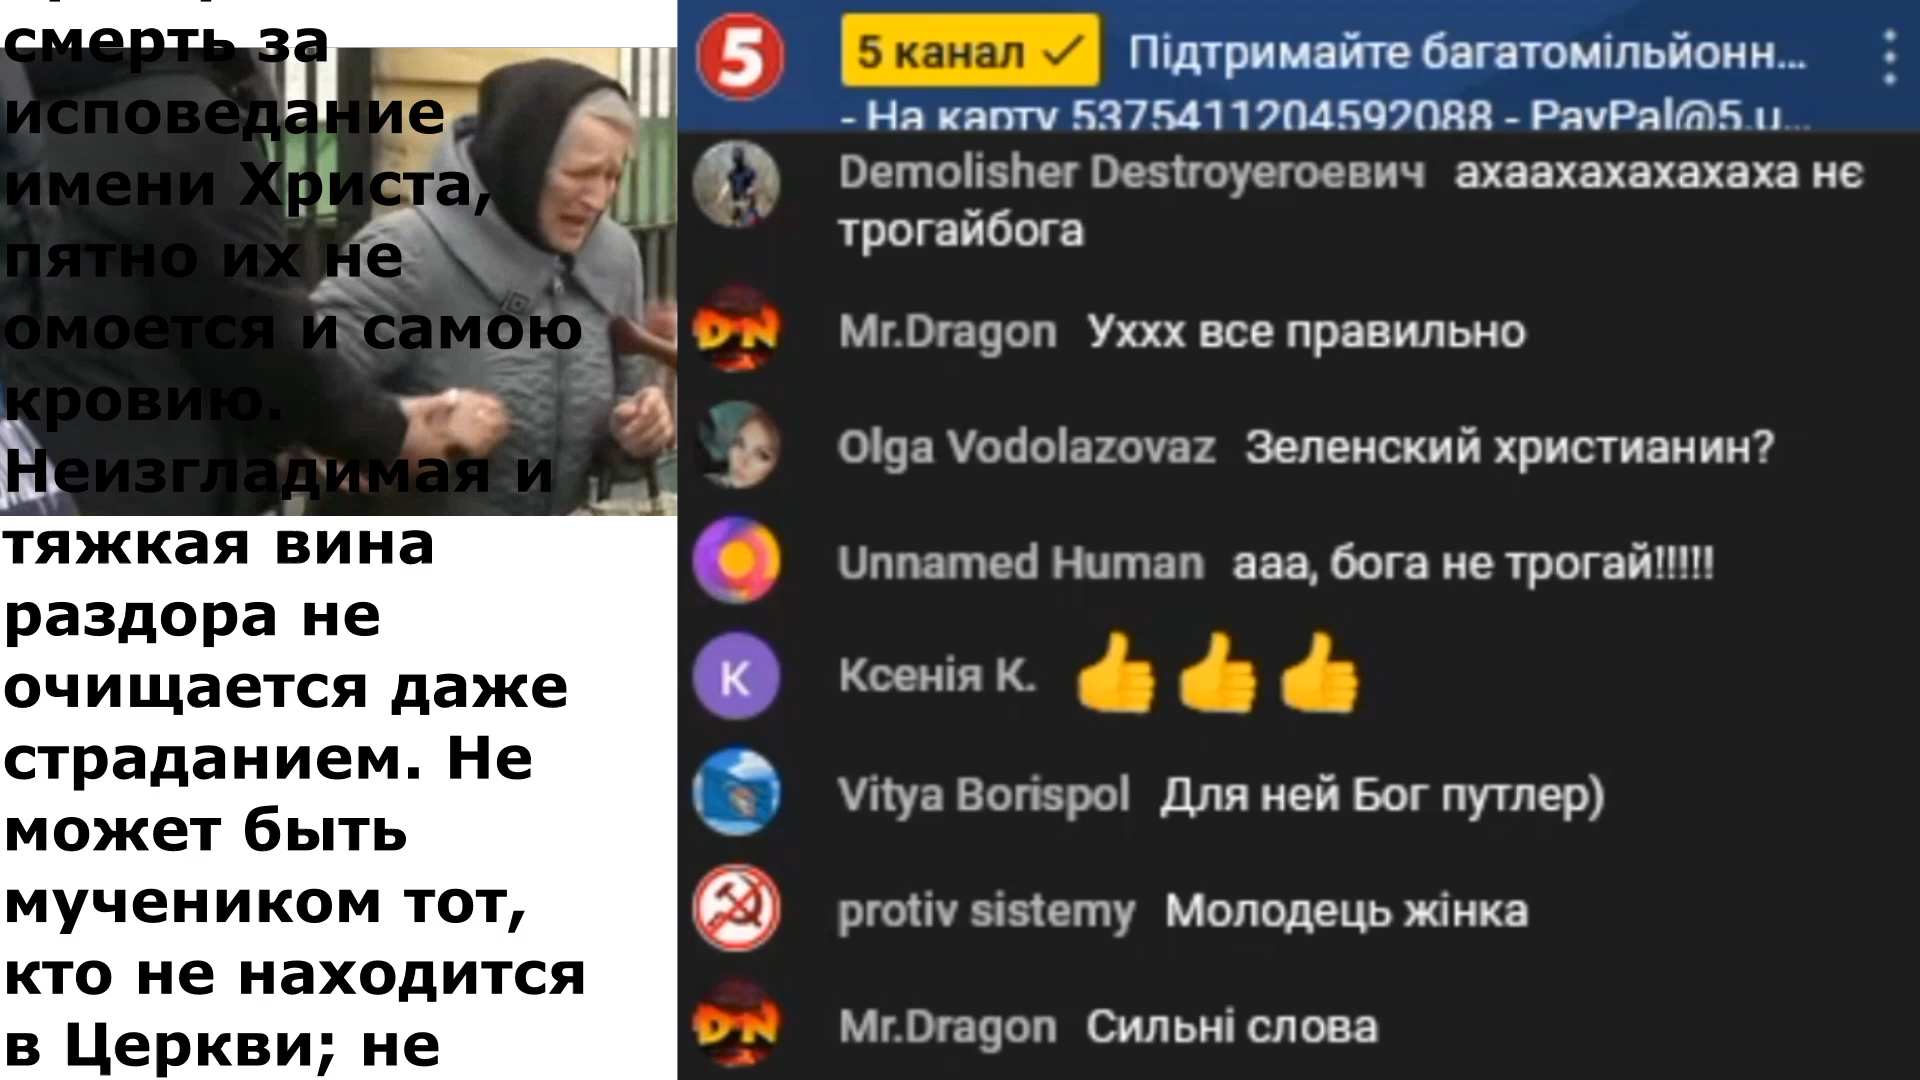 смерть за
исповедание
имени Христа,
пятно их не
омоется и самою
кровию.
Неизгладимая и
тяжкая вина
раздора не
очищается даже
страданием. Не
может быть
мучеником тот,
кто не находится
в Церкви; не
5
5 канал ✓ Підтримайте багатомільйонн...
- На карту 5375411204592088 - PayPal@5.u...
Demolisher Destroyeroевич ахаахахахахаха нє
трогайбога
Mr.Dragon Уххх все правильно
Olga Vodolazovaz Зеленский христианин?
Unnamed Human ааа, бога не трогай!!!!!
К
Ксенія К. 👍👍👍
Vitya Borispol Для ней Бог путлер)
protiv sistemy Молодець жінка
Mr.Dragon Сильні слова